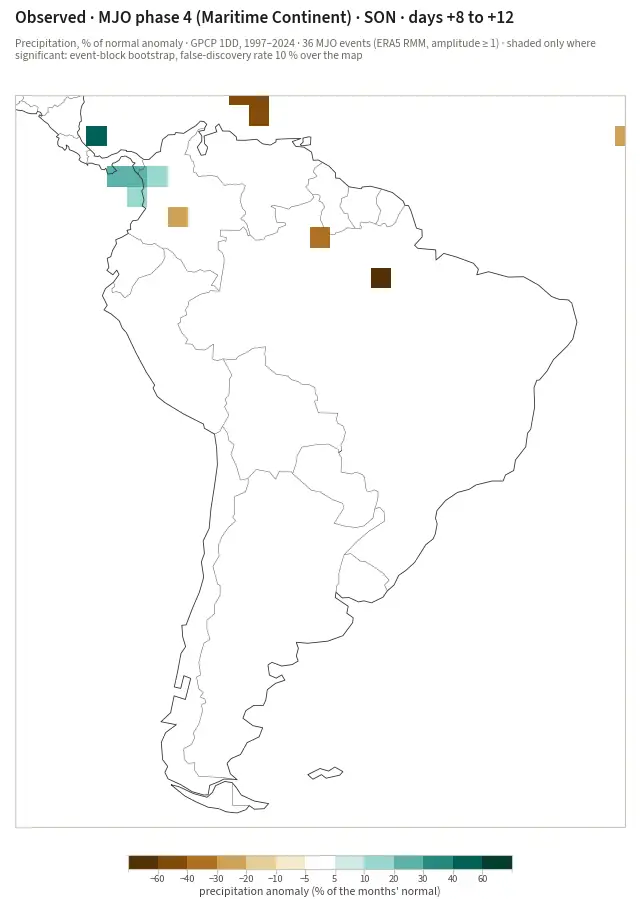 Observed · MJO phase 4 (Maritime Continent) · SON · days +8 to +12
Precipitation, % of normal anomaly · GPCP 1DD, 1997–2024 · 36 MJO events (ERA5 RMM, amplitude ≥ 1) · shaded only where
significant: event-block bootstrap, false-discovery rate 10 % over the map
−60 −40 −30 −20 −10 −5 5 10 20 30 40 60
precipitation anomaly (% of the months' normal)